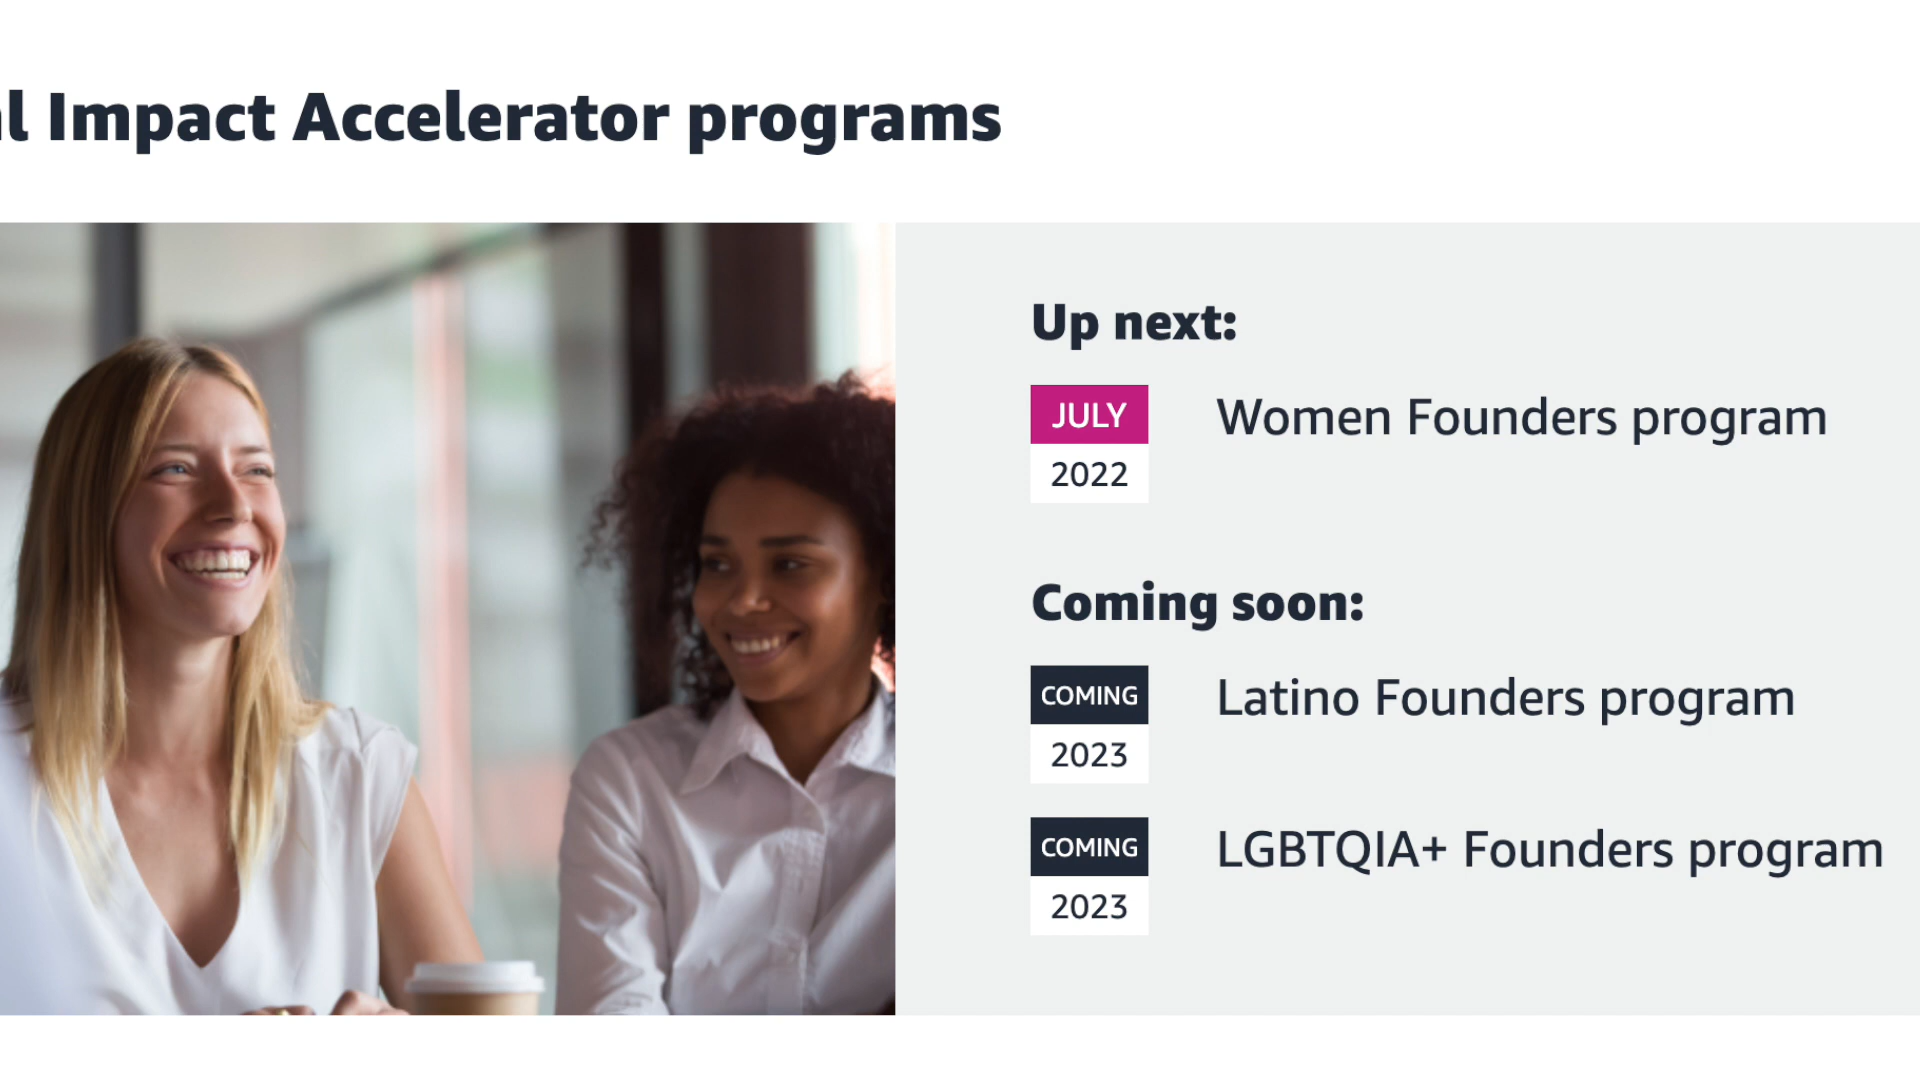 l Impact Accelerator programs
Up next:
JULY
2022
Women Founders program
Coming soon:
COMING
2023
Latino Founders program
COMING
2023
LGBTQIA+ Founders program